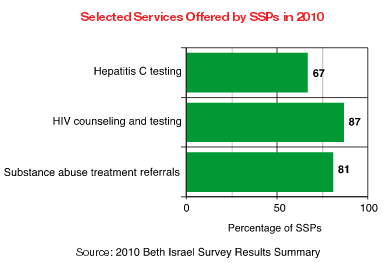 Selected Services Offered by SSPs in 2010
Hepatitis C testing
67
HIV counseling and testing
87
Substance abuse treatment referrals
81
0 50 100
Percentage of SSPs
Source: 2010 Beth Israel Survey Results Summary